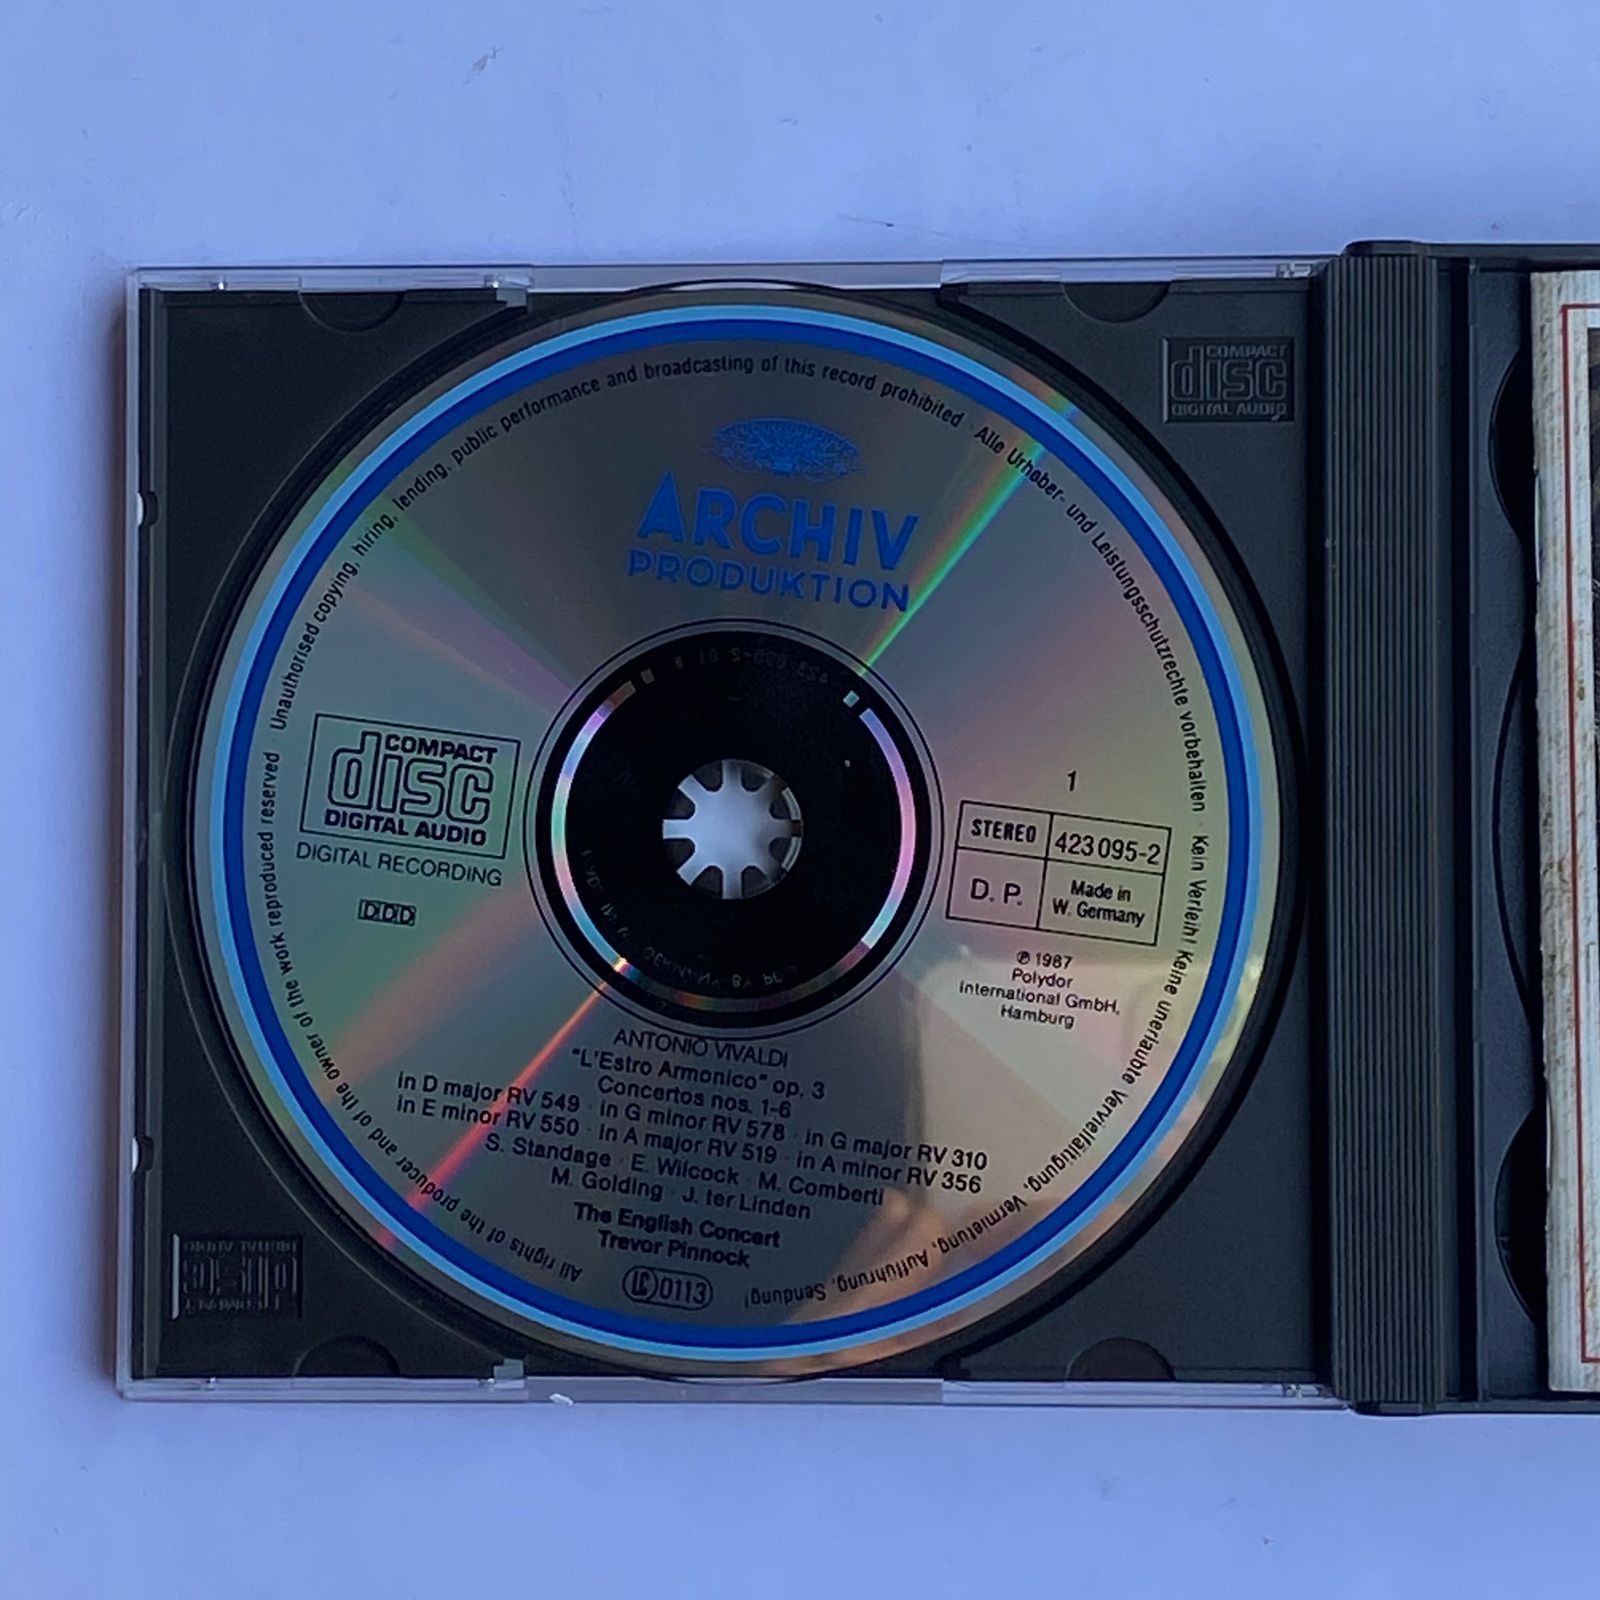 Unauthorised copying, hiring, lending, public performance and broadcasting of this record prohibited · Alle Urheber- und Leistungsschutzrechte vorbehalten · Kein Verleih! Keine unerlaubte Vervielfältigung, Vermietung, Aufführung, Sendung!
All rights of the producer and of the owner of the work reproduced reserved
ARCHIV
PRODUKTION
COMPACT
disc
DIGITAL AUDIO
DIGITAL RECORDING
DDD
1
STEREO 423 095-2
D. P. Made in
W. Germany
℗ 1987
Polydor
International GmbH,
Hamburg
ANTONIO VIVALDI
"L'Estro Armonico" op. 3
Concertos nos. 1-6
in D major RV 549 · in G minor RV 578 · in G major RV 310
in E minor RV 550 · in A major RV 519 · in A minor RV 356
S. Standage · E. Wilcock · M. Comberti
M. Golding · J. ter Linden
The English Concert
Trevor Pinnock
LC 0113
COMPACT
disc
DIGITAL AUDIO
COMPACT
disc
DIGITAL AUDIO